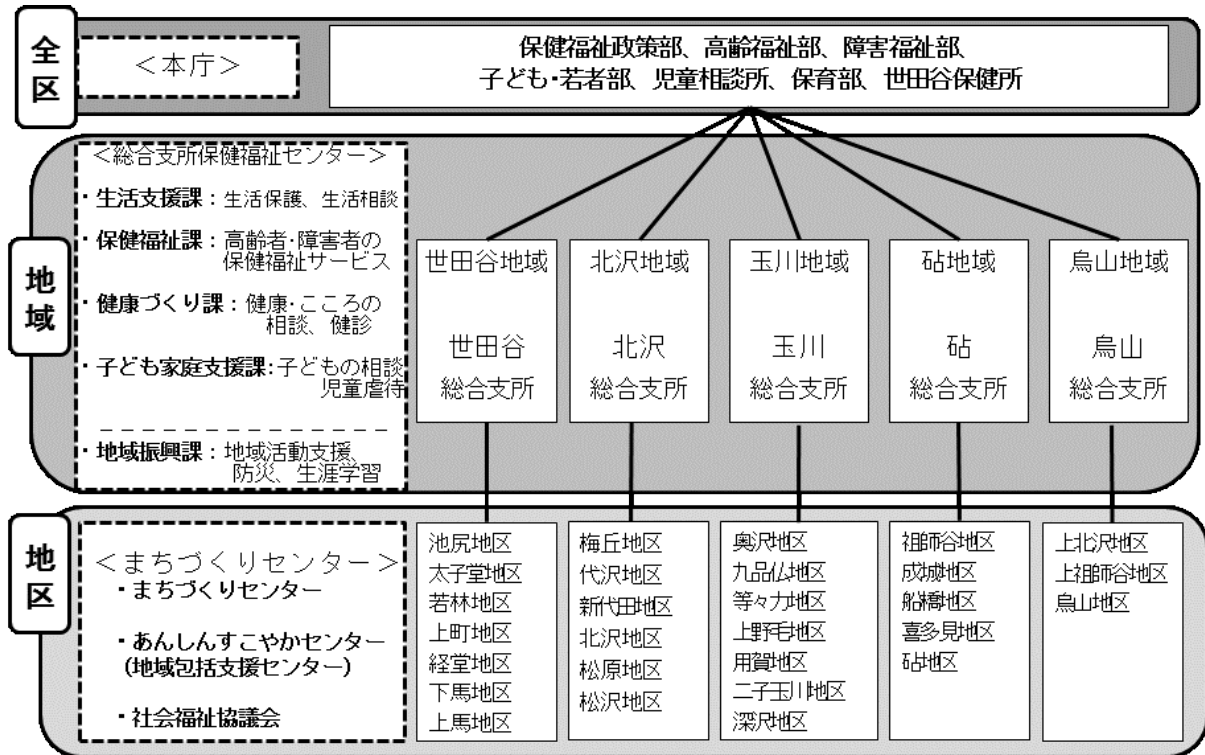 全区
<本庁>
保健福祉政策部、高齢福祉部、障害福祉部、
子ども・若者部、児童相談所、保育部、世田谷保健所
地域
<総合支所保健福祉センター>
・生活支援課:生活保護、生活相談
・保健福祉課:高齢者・障害者の
保健福祉サービス
・健康づくり課:健康・こころの
相談、健診
・子ども家庭支援課:子どもの相談
児童虐待
・地域振興課:地域活動支援、
防災、生涯学習
世田谷地域
世田谷
総合支所
北沢地域
北沢
総合支所
玉川地域
玉川
総合支所
砧地域
砧
総合支所
烏山地域
烏山
総合支所
地区
<まちづくりセンター>
・まちづくりセンター
・あんしんすこやかセンター
(地域包括支援センター)
・社会福祉協議会
池尻地区
太子堂地区
若林地区
上町地区
経堂地区
下馬地区
上馬地区
梅丘地区
代沢地区
新代田地区
北沢地区
松原地区
松沢地区
奥沢地区
九品仏地区
等々力地区
上野毛地区
用賀地区
二子玉川地区
深沢地区
祖師谷地区
成城地区
船橋地区
喜多見地区
砧地区
上北沢地区
上祖師谷地区
烏山地区